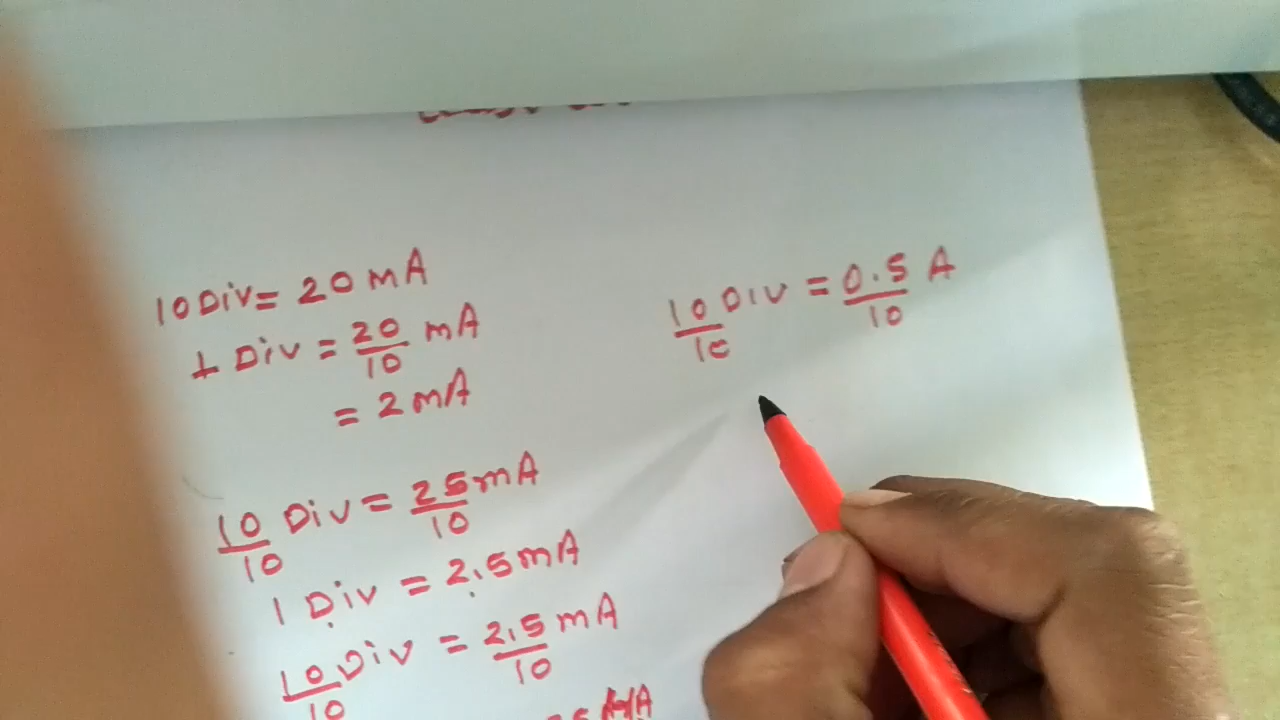 10 Div = 20 mA
1 Div = 20/10 mA
= 2 mA
10/10 Div = 25/10 mA
1 Div = 2.5 mA
10/10 Div = 2.5/10 mA
10/10 Div = 0.5/10 A